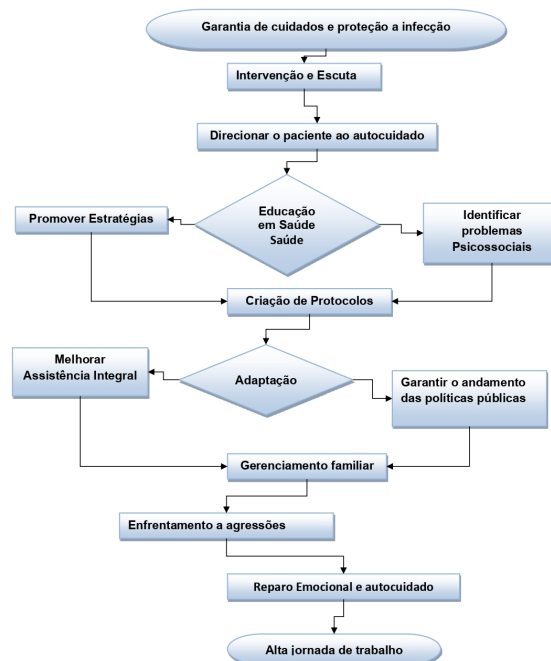 Garantia de cuidados e proteção a infecção
Intervenção e Escuta
Direcionar o paciente ao autocuidado
Promover Estratégias
Educação
em Saúde
Saúde
Identificar
problemas
Psicossociais
Criação de Protocolos
Melhorar
Assistência Integral
Adaptação
Garantir o andamento
das políticas públicas
Gerenciamento familiar
Enfrentamento a agressões
Reparo Emocional e autocuidado
Alta jornada de trabalho